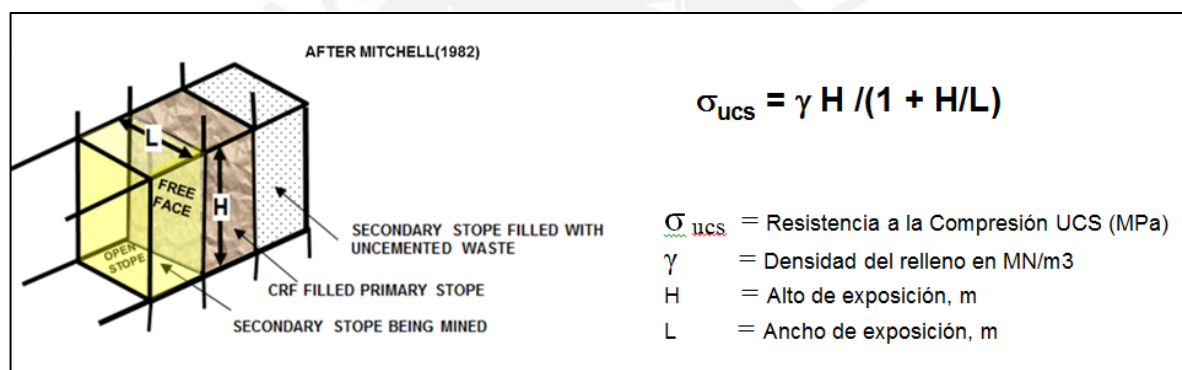 AFTER MITCHELL(1982)
σucs = γ H /(1 + H/L)
L
FREE
FACE
H
OPEN
STOPE
SECONDARY STOPE FILLED WITH
UNCEMENTED WASTE
CRF FILLED PRIMARY STOPE
SECONDARY STOPE BEING MINED
σ ucs = Resistencia a la Compresión UCS (MPa)
γ = Densidad del relleno en MN/m3
H = Alto de exposición, m
L = Ancho de exposición, m